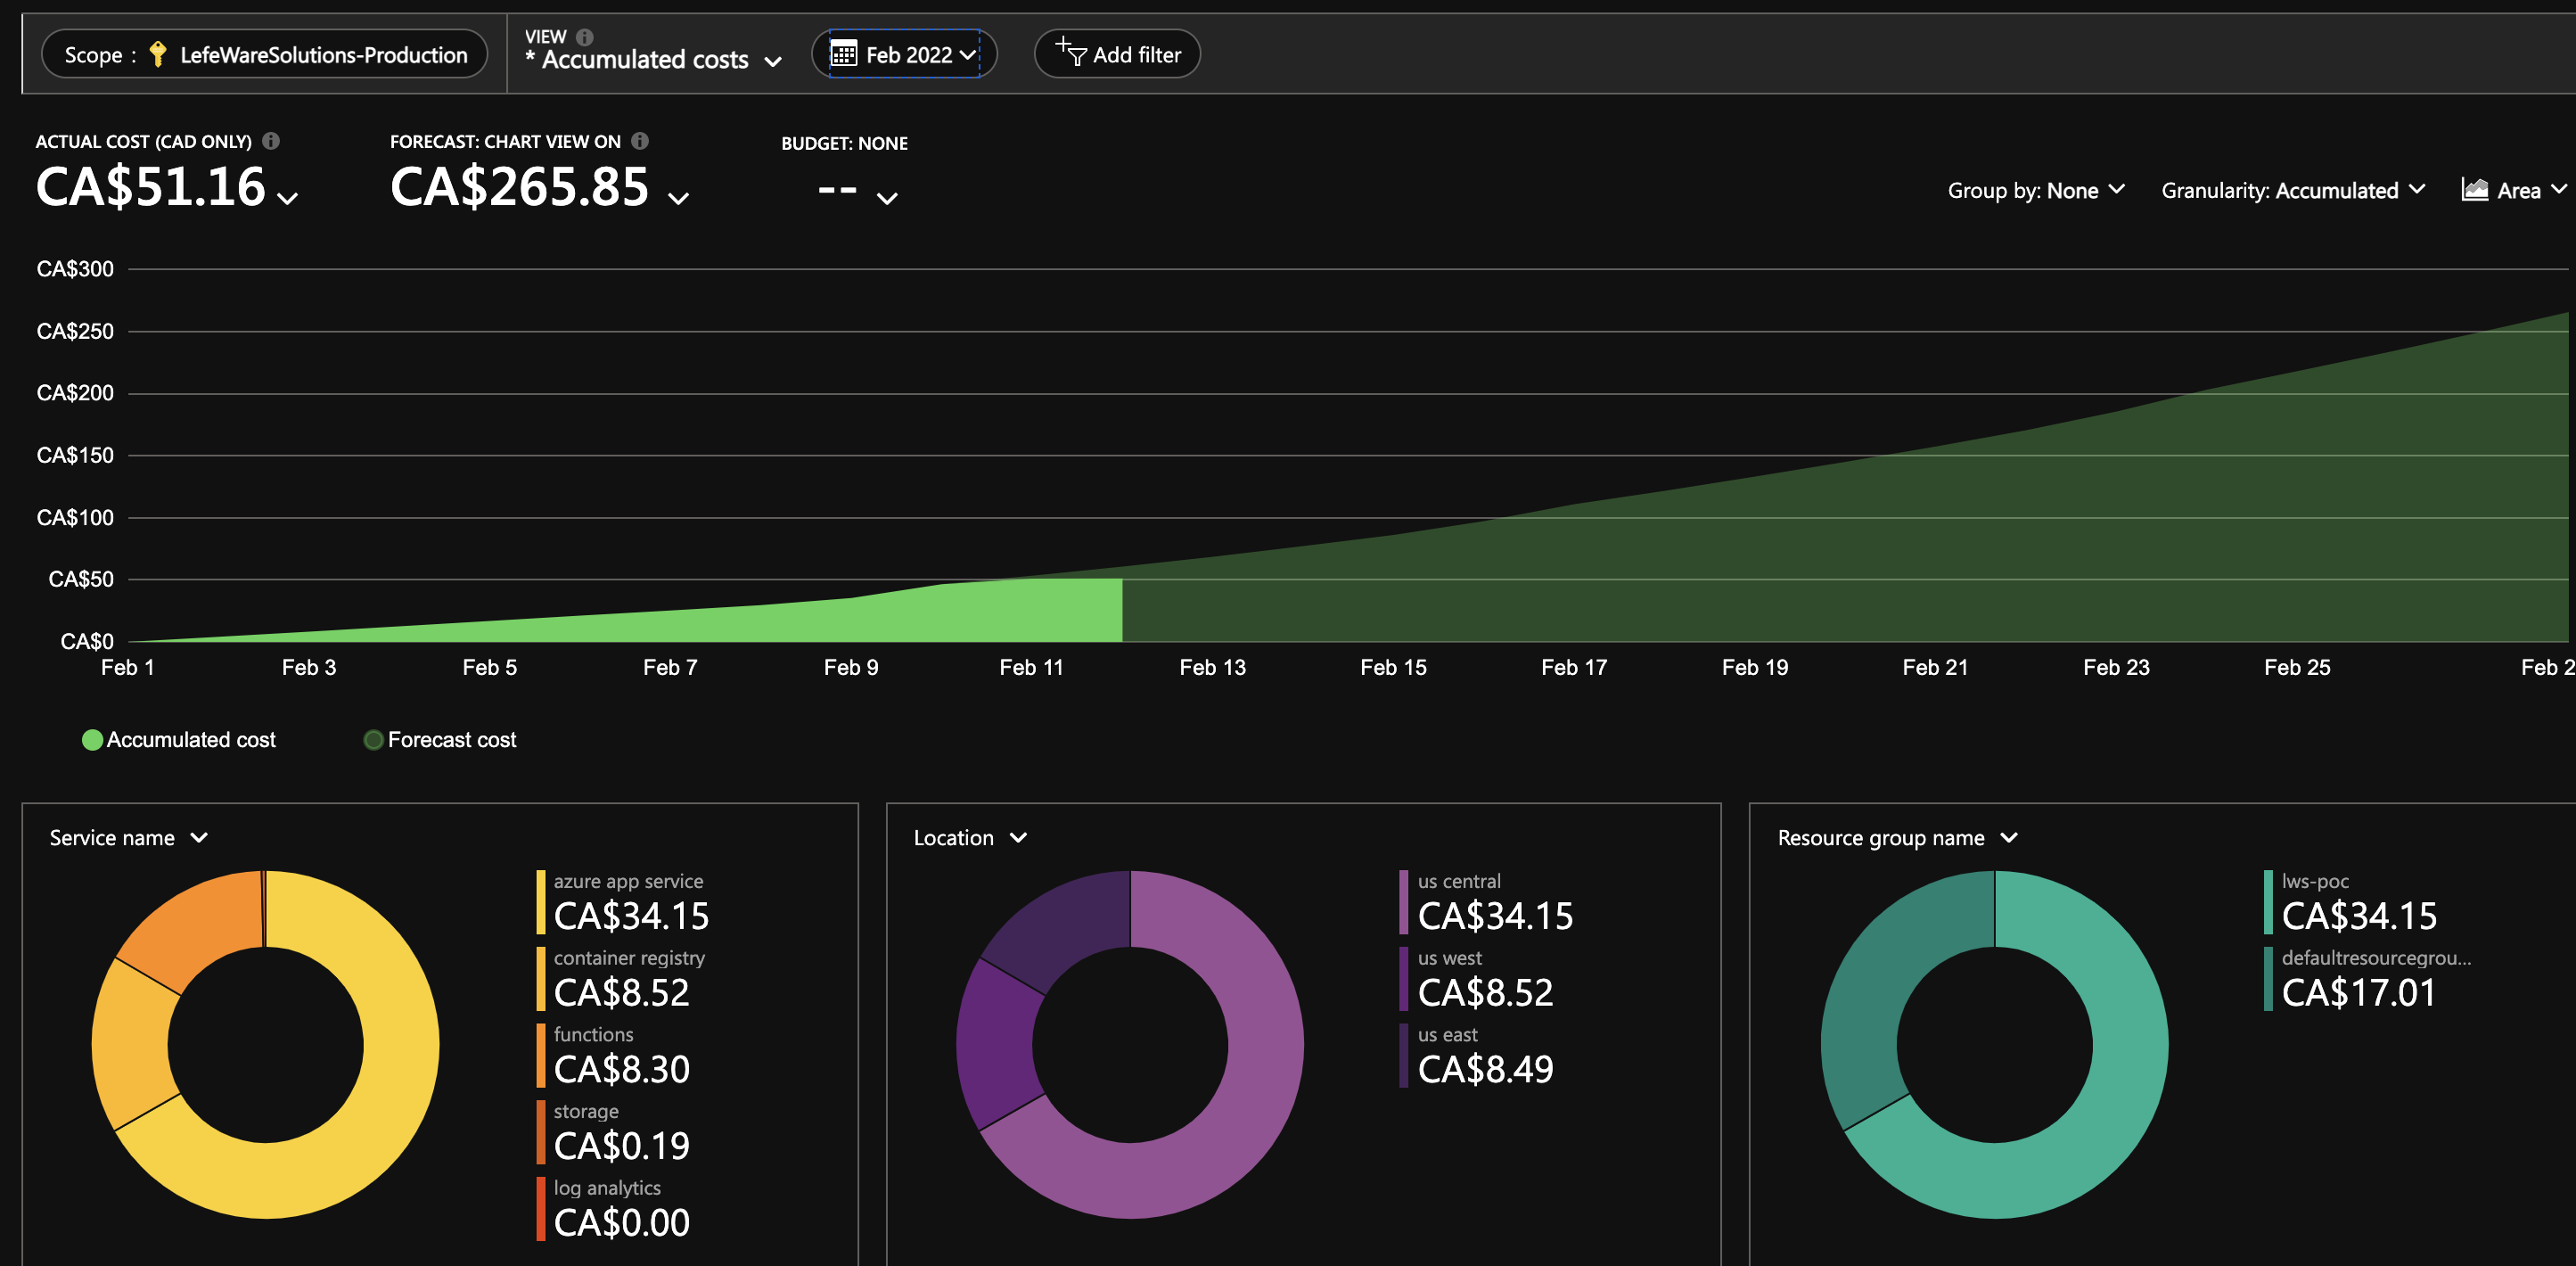 Scope : LefeWareSolutions-Production
VIEW
* Accumulated costs
Feb 2022
Add filter
ACTUAL COST (CAD ONLY)
CA$51.16
FORECAST: CHART VIEW ON
CA$265.85
BUDGET: NONE
--
Group by: None
Granularity: Accumulated
Area
CA$300
CA$250
CA$200
CA$150
CA$100
CA$50
CA$0
Feb 1 Feb 3 Feb 5 Feb 7 Feb 9 Feb 11 Feb 13 Feb 15 Feb 17 Feb 19 Feb 21 Feb 23 Feb 25 Feb 2
Accumulated cost Forecast cost
Service name
azure app service
CA$34.15
container registry
CA$8.52
functions
CA$8.30
storage
CA$0.19
log analytics
CA$0.00
Location
us central
CA$34.15
us west
CA$8.52
us east
CA$8.49
Resource group name
lws-poc
CA$34.15
defaultresourcegrou...
CA$17.01